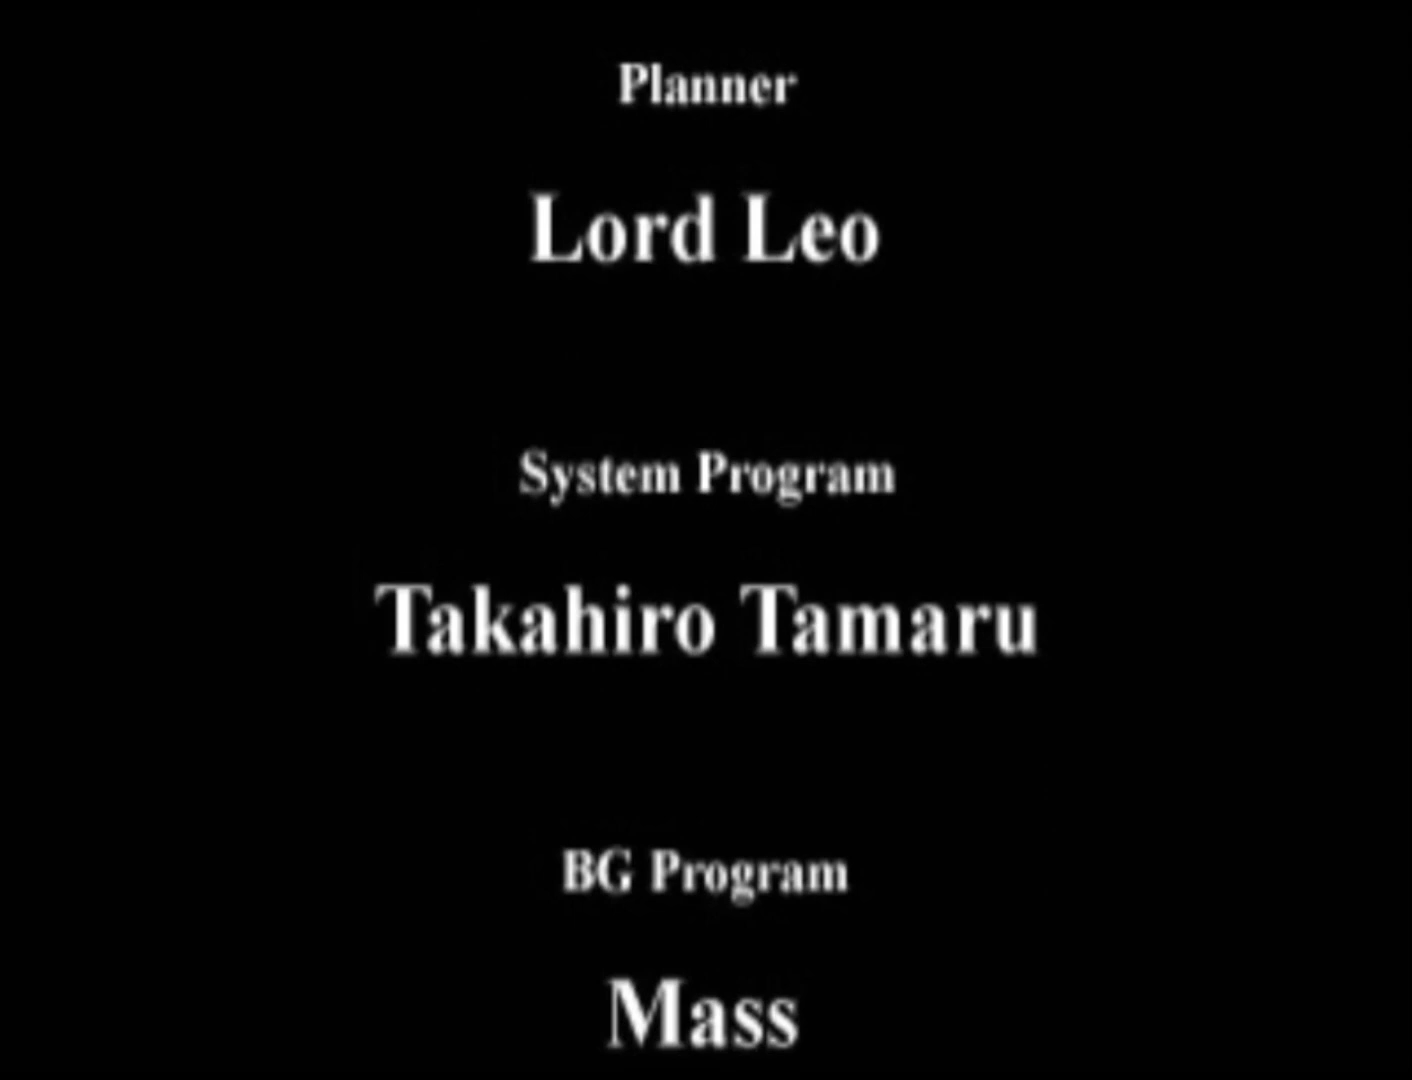 Planner
Lord Leo
System Program
Takahiro Tamaru
BG Program
Mass